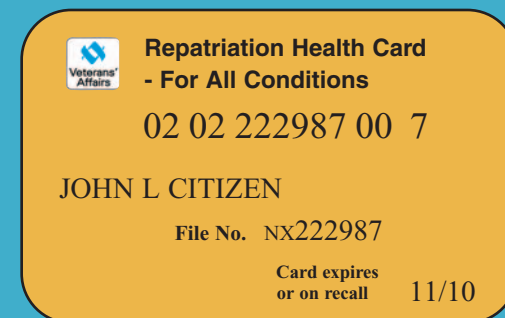 Veterans'
Affairs
Repatriation Health Card
- For All Conditions
02 02 222987 00 7
JOHN L CITIZEN
File No. NX222987
Card expires
or on recall 11/10